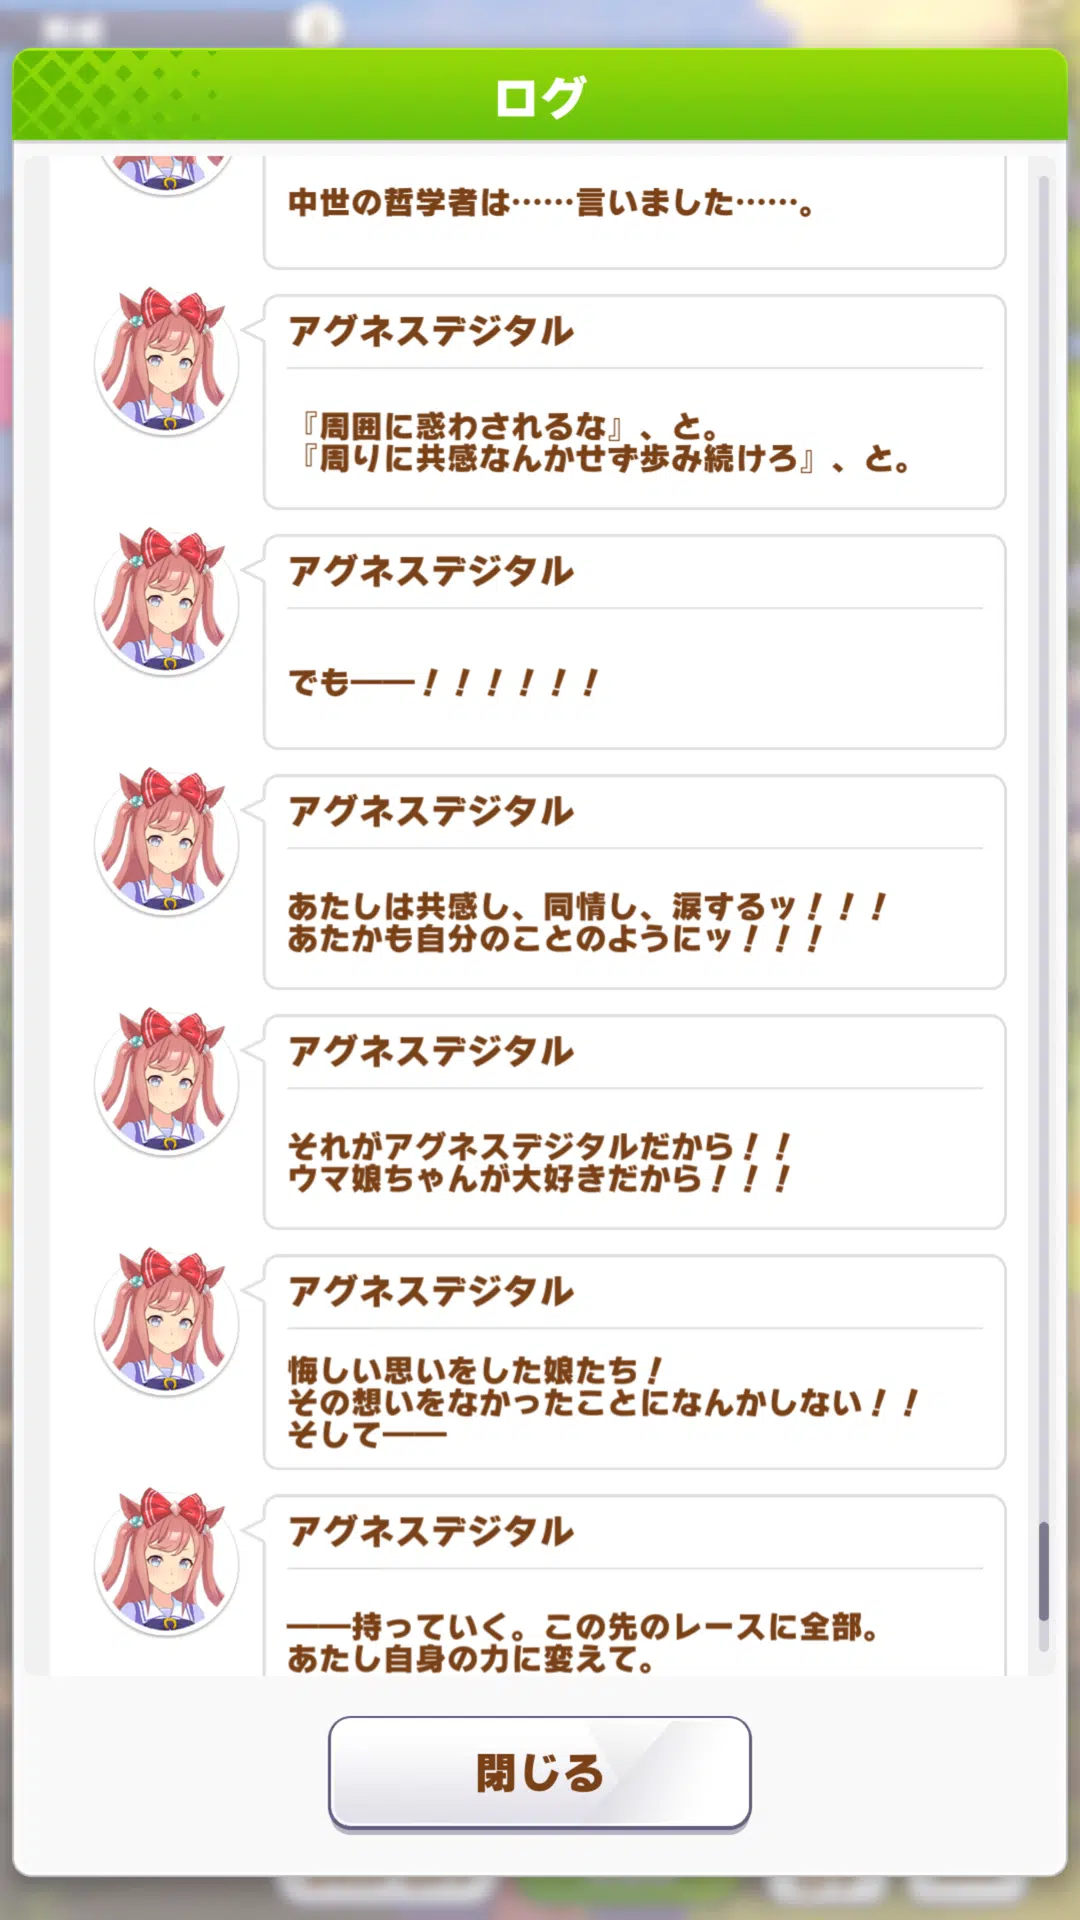 ログ
中世の哲学者は……言いました……。
アグネスデジタル
『周囲に惑わされるな』、と。
『周りに共感なんかせず歩み続けろ』、と。
アグネスデジタル
でも――！！！！！！
アグネスデジタル
あたしは共感し、同情し、涙するッ！！！
あたかも自分のことのようにッ！！！
アグネスデジタル
それがアグネスデジタルだから！！
ウマ娘ちゃんが大好きだから！！！
アグネスデジタル
悔しい思いをした娘たち！
その想いをなかったことになんかしない！！
そして――
アグネスデジタル
――持っていく。この先のレースに全部。
あたし自身の力に変えて。
閉じる